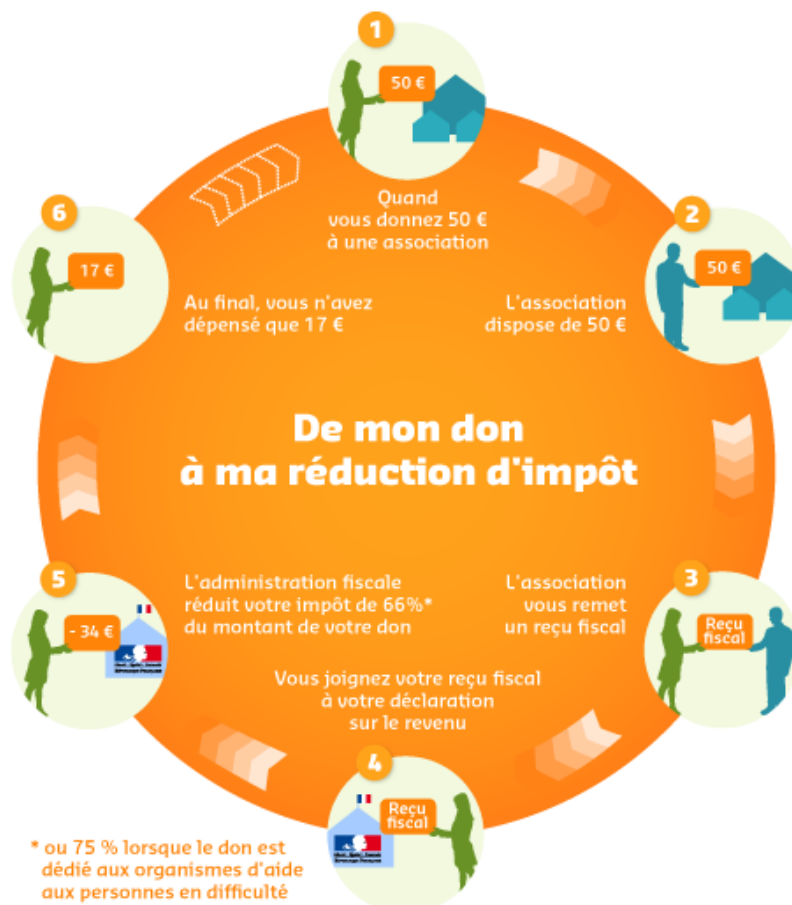 1
50 €
Quand
vous donnez 50 €
à une association
2
50 €
L'association
dispose de 50 €
De mon don
à ma réduction d'impôt
3
Reçu
fiscal
L'association
vous remet
un reçu fiscal
4
Reçu
fiscal
Vous joignez votre reçu fiscal
à votre déclaration
sur le revenu
5
- 34 €
L'administration fiscale
réduit votre impôt de 66%*
du montant de votre don
6
17 €
Au final, vous n'avez
dépensé que 17 €
* ou 75 % lorsque le don est
dédié aux organismes d'aide
aux personnes en difficulté